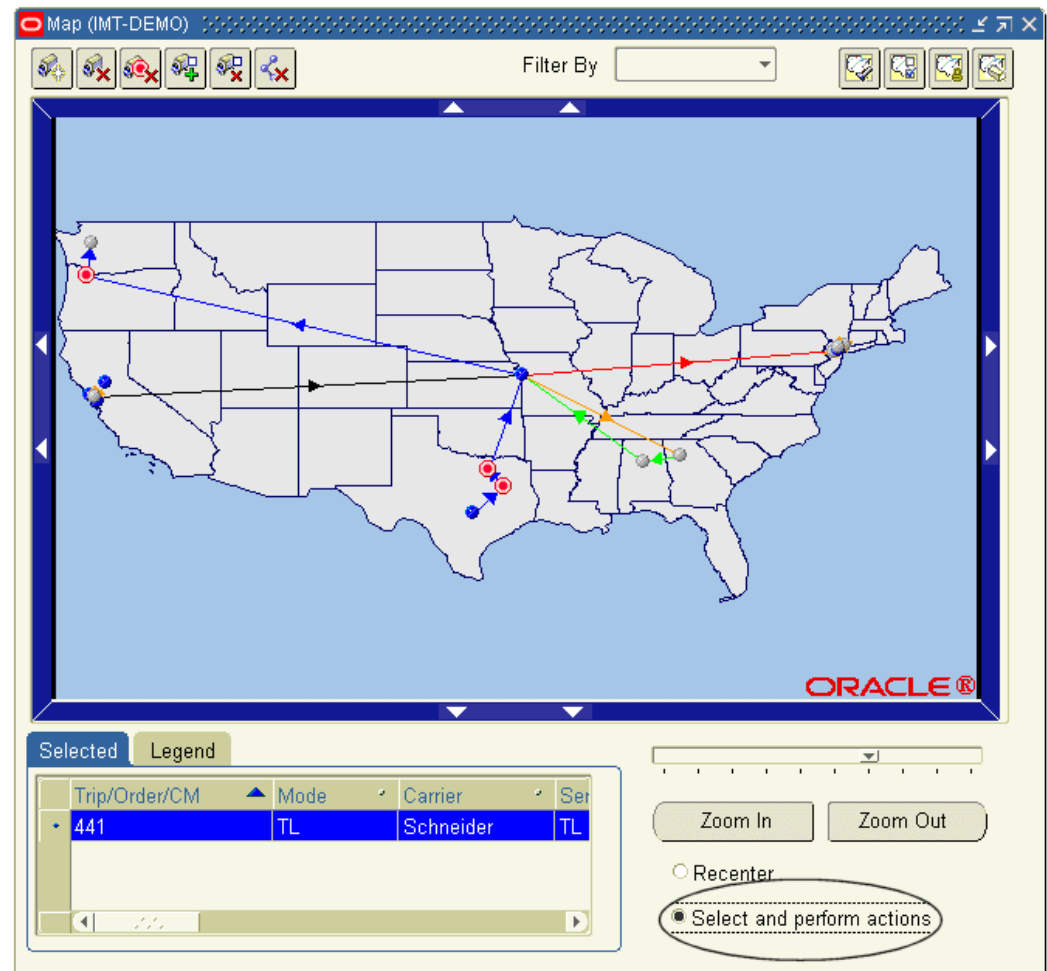 Map (IMT-DEMO)
Filter By
ORACLE ®
Selected Legend
Trip/Order/CM Mode Carrier Ser
441 TL Schneider TL
Zoom In Zoom Out
Recenter
Select and perform actions